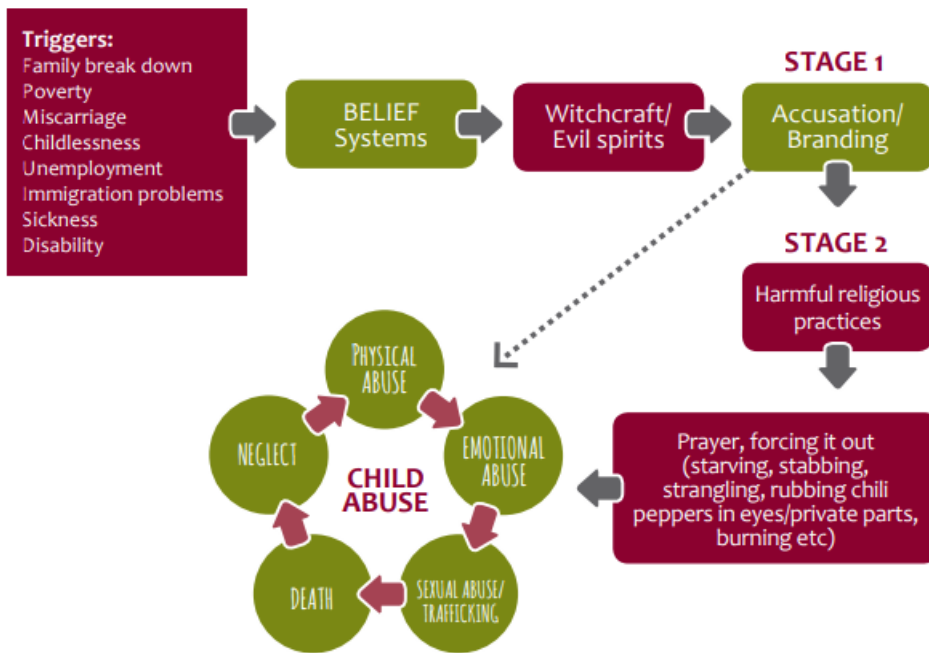 Triggers:
Family break down
Poverty
Miscarriage
Childlessness
Unemployment
Immigration problems
Sickness
Disability
BELIEF
Systems
Witchcraft/
Evil spirits
STAGE 1
Accusation/
Branding
STAGE 2
Harmful religious
practices
Prayer, forcing it out
(starving, stabbing,
strangling, rubbing chili
peppers in eyes/private parts,
burning etc)
CHILD
ABUSE
PHYSICAL
ABUSE
EMOTIONAL
ABUSE
SEXUAL ABUSE/
TRAFFICKING
DEATH
NEGLECT